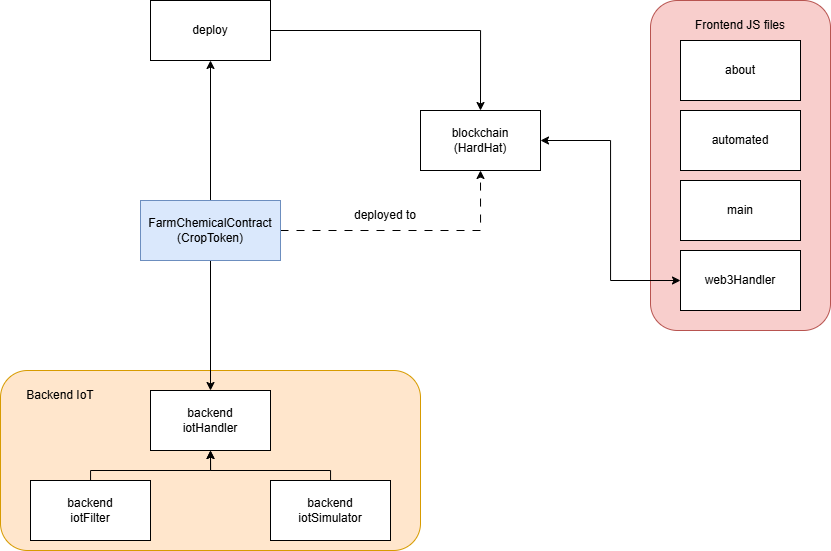 deploy
Frontend JS files
about
blockchain
(HardHat)
automated
main
FarmChemicalContract
(CropToken)
deployed to
web3Handler
Backend IoT
backend
iotHandler
backend
iotFilter
backend
iotSimulator